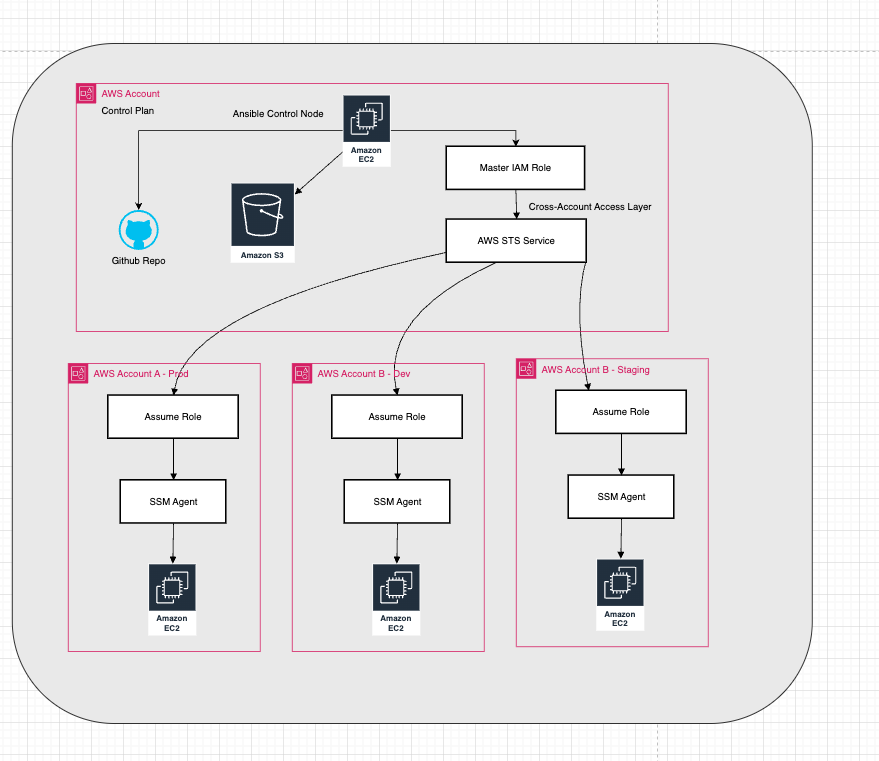 AWS Account
Control Plan
Ansible Control Node
Amazon
EC2
Master IAM Role
Cross-Account Access Layer
AWS STS Service
Amazon S3
Github Repo
AWS Account A - Prod
Assume Role
SSM Agent
Amazon
EC2
AWS Account B - Dev
Assume Role
SSM Agent
Amazon
EC2
AWS Account B - Staging
Assume Role
SSM Agent
Amazon
EC2